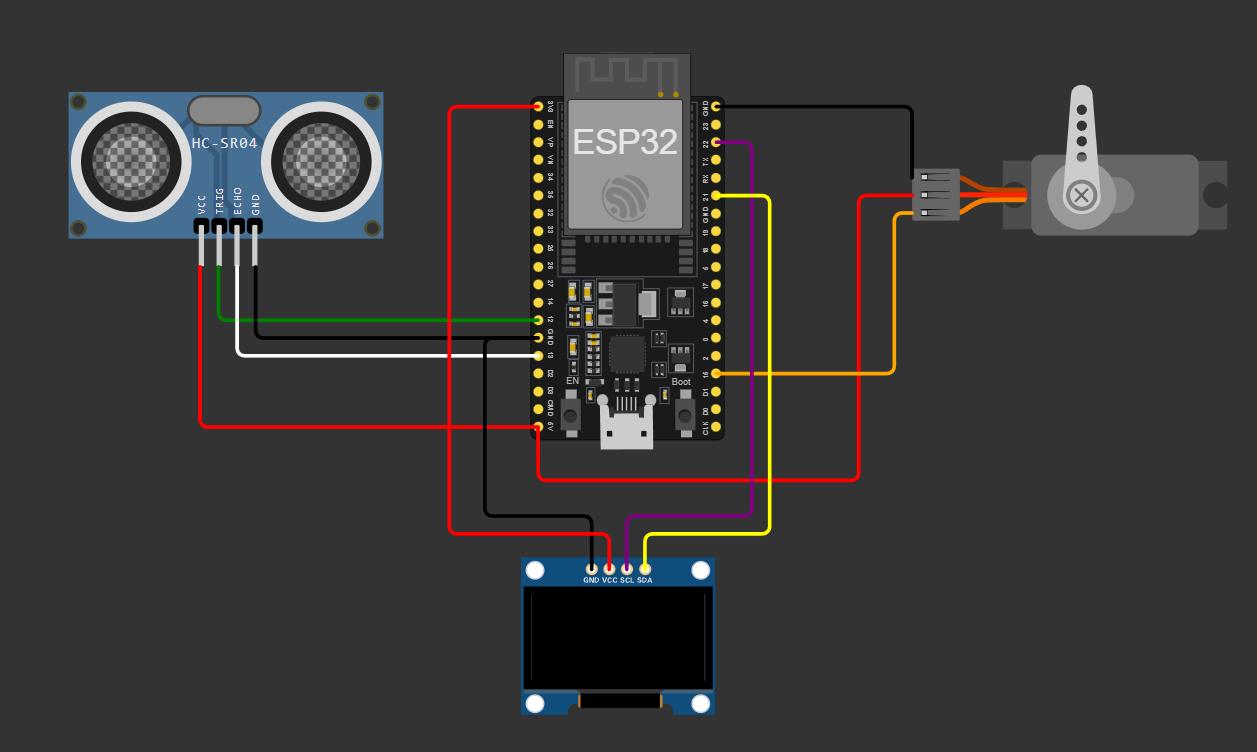 ESP32
HC-SR04
VCC
TRIG
ECHO
GND
3V3
EN
VP
VN
34
35
32
33
25
26
27
14
12
GND
13
D2
D3
CMD
5V
GND
23
22
TX
RX
21
GND
19
18
5
17
16
4
0
2
15
D1
D0
CLK
EN
Boot
GND VCC SCL SDA